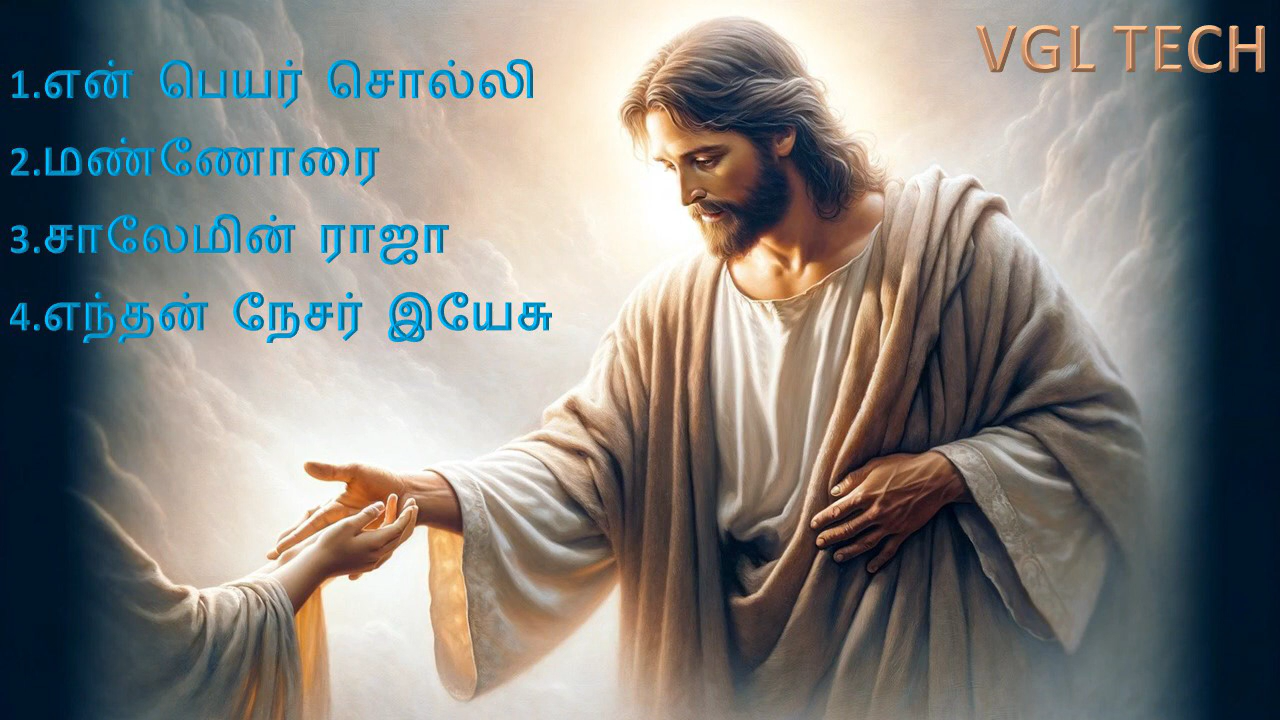 VGL TECH
1.என் பெயர் சொல்லி
2.மண்ணோரை
3.சாலேமின் ராஜா
4.எந்தன் நேசர் இயேசு